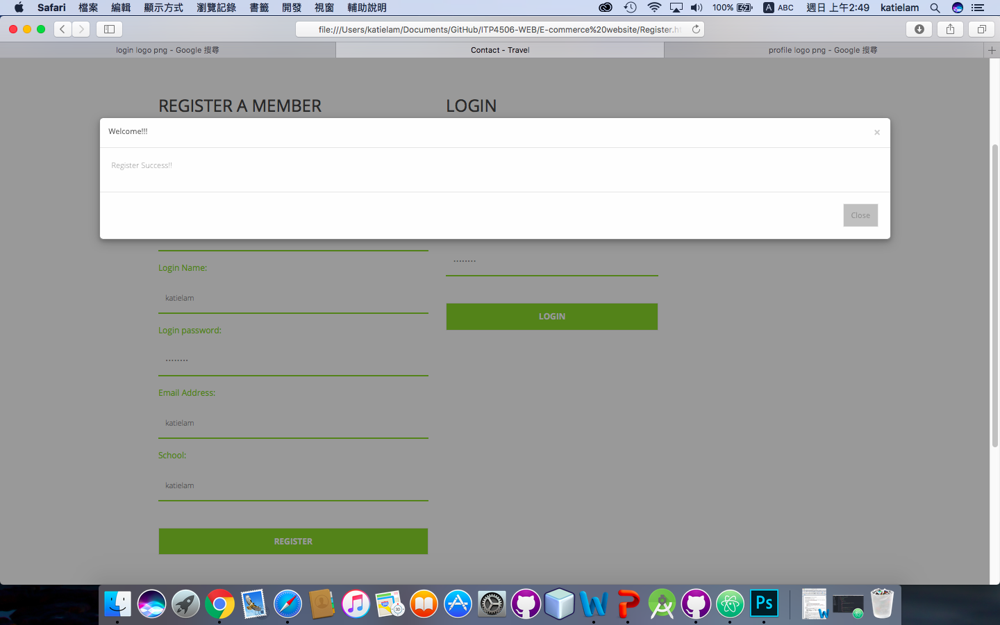 Safari 檔案 編輯 顯示方式 瀏覽記錄 書籤 開發 視窗 輔助說明 100% A ABC 週日 上午2:49 katielam
file:///Users/katielam/Documents/GitHub/ITP4506-WEB/E-commerce%20website/Register.h
login logo png - Google 搜尋 Contact - Travel profile logo png - Google 搜尋
REGISTER A MEMBER LOGIN
Welcome!!! ×
Register Success!!
Close
Login Name:
katielam
LOGIN
Login password:
Email Address:
katielam
School:
katielam
REGISTER
Ps